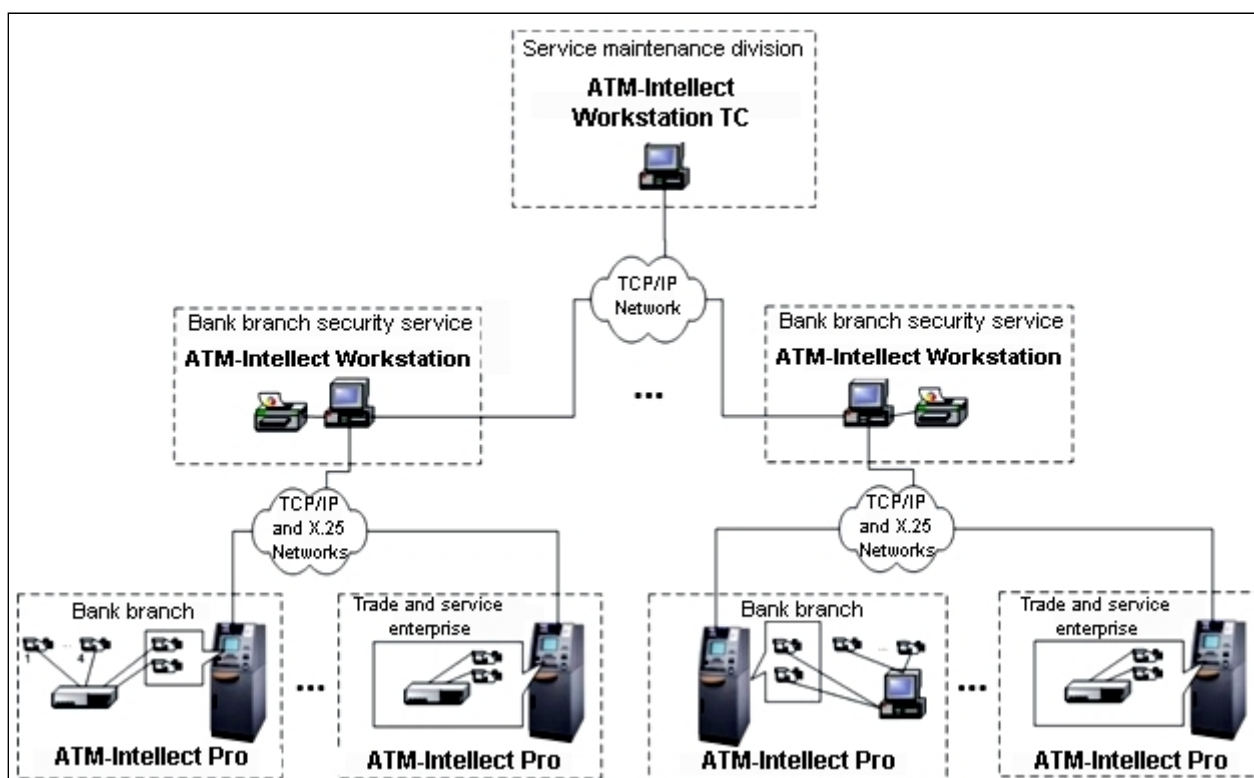 Service maintenance division
ATM-Intellect
Workstation TC
TCP/IP
Network
Bank branch security service
ATM-Intellect Workstation
Bank branch security service
ATM-Intellect Workstation
...
TCP/IP
and X.25
Networks
TCP/IP
and X.25
Networks
Bank branch
1
...
4
ATM-Intellect Pro
...
Trade and service
enterprise
ATM-Intellect Pro
Bank branch
...
ATM-Intellect Pro
...
Trade and service
enterprise
ATM-Intellect Pro